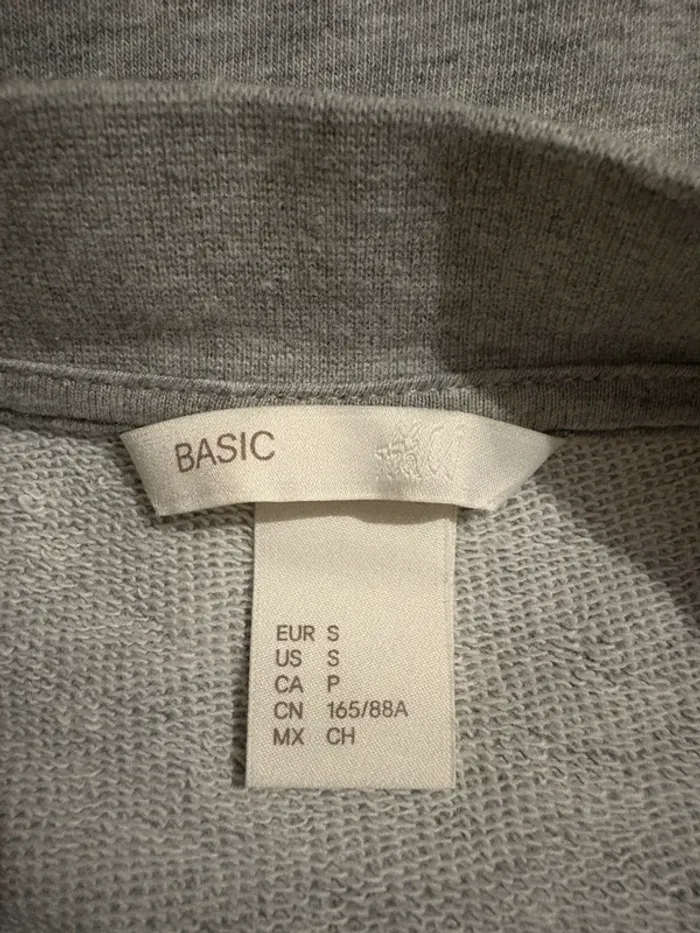 BASIC
EUR S
US S
CA P
CN 165/88A
MX CH